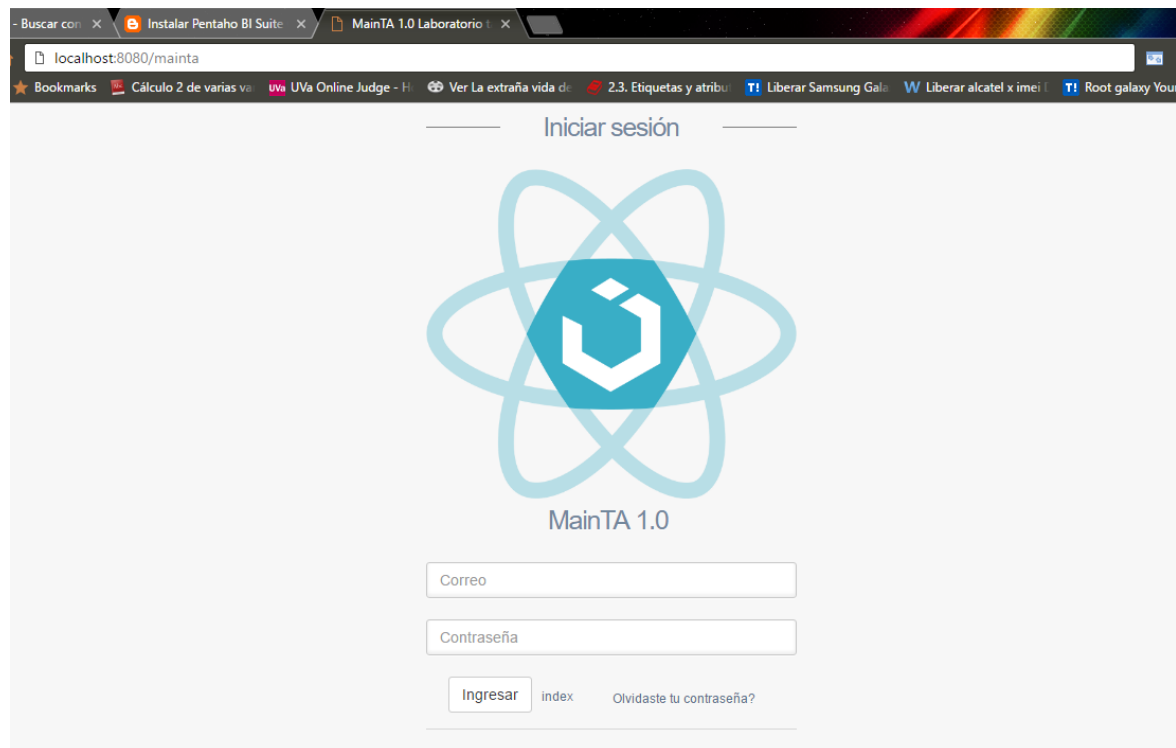 - Buscar con
Instalar Pentaho BI Suite
MainTA 1.0 Laboratorio t
localhost:8080/mainta
Bookmarks Cálculo 2 de varias va UVa UVa Online Judge - H Ver La extraña vida de 2.3. Etiquetas y atribu T! Liberar Samsung Gala W Liberar alcatel x imei T! Root galaxy Your
Iniciar sesión
MainTA 1.0
Correo
Contraseña
Ingresar index Olvidaste tu contraseña?